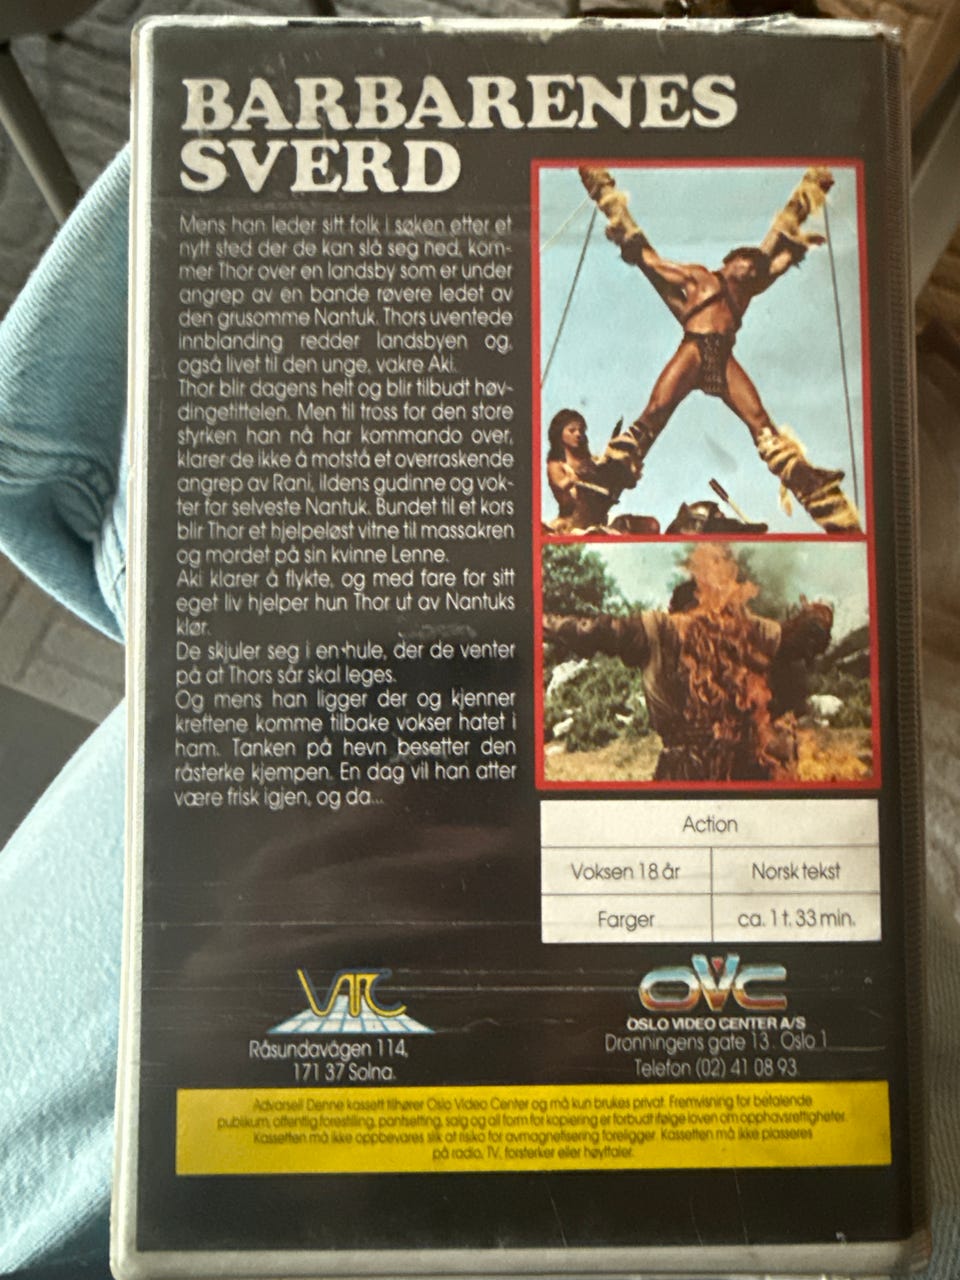 BARBARENES
SVERD
Mens han leder sitt folk i søken etter et
nytt sted der de kan slå seg ned, kom-
mer Thor over en landsby som er under
angrep av en bande røvere ledet av
den grusomme Nantuk. Thors uventede
innblanding redder landsbyen og,
også livet til den unge, vakre Aki.
Thor blir dagens helt og blir tilbudt høv-
dingetittelen. Men til tross for den store
styrken han nå har kommando over,
klarer de ikke å motstå et overraskende
angrep av Rani, ildens gudinne og vok-
ter for selveste Nantuk. Bundet til et kors
blir Thor et hjelpeløst vitne til massakren
og mordet på sin kvinne Lenne.
Aki klarer å flykte, og med fare for sitt
eget liv hjelper hun Thor ut av Nantuks
klør.
De skjuler seg i en hule, der de venter
på at Thors sår skal leges.
Og mens han ligger der og kjenner
kreftene komme tilbake vokser hatet i
ham. Tanken på hevn besetter den
råsterke kjempen. En dag vil han atter
være frisk igjen, og da...
Action
Voksen 18 år Norsk tekst
Farger ca. 1 t. 33 min.
VTC
Råsundavägen 114,
171 37 Solna.
OVC
OSLO VIDEO CENTER A/S
Dronningens gate 13. Oslo 1
Telefon (02) 41 08 93
Advarsel! Denne kassett tilhører Oslo Video Center og må kun brukes privat. Fremvisning for betalende
publikum, offentlig forestilling, pantsetting, salg og all form for kopiering er forbudt ifølge loven om opphavsrettigheter.
Kassetten må ikke oppbevares slik at risiko for avmagnetisering foreligger. Kassetten må ikke plasseres
på radio, TV, forsterker eller høyttaler.